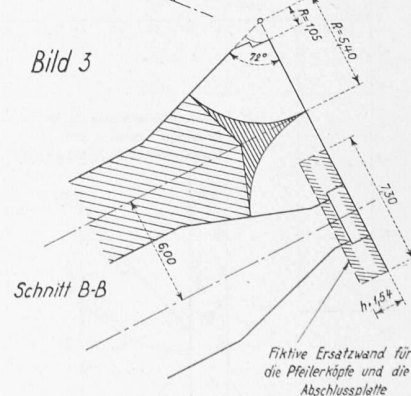 Bild 3
R=1,05
R=5,40
72°
7,30
6,00
Schnitt B-B
h=1,54
Fiktive Ersatzwand für
die Pfeilerköpfe und die
Abschlussplatte